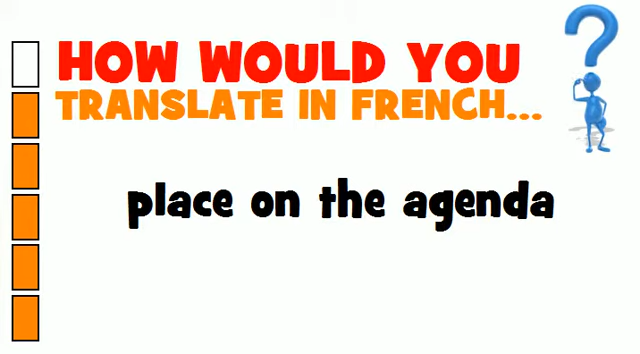 HOW WOULD YOU
TRANSLATE IN FRENCH...
place on the agenda